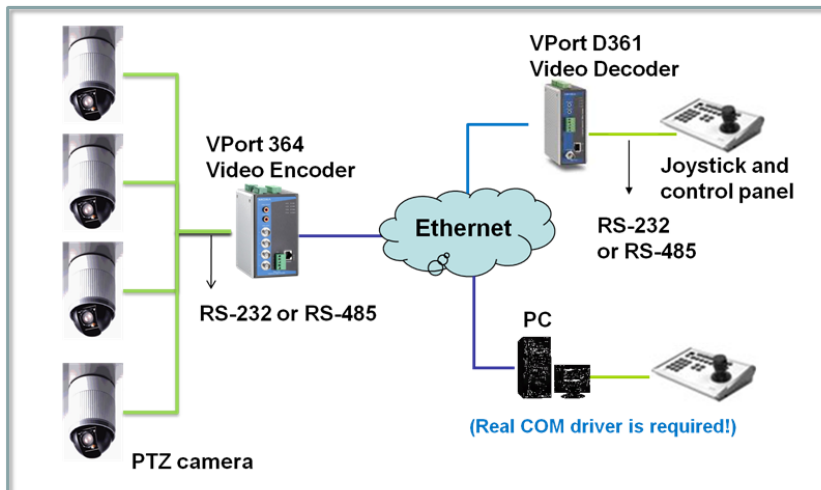 VPort D361
Video Decoder
VPort 364
Video Encoder
Joystick and
control panel
Ethernet
RS-232
or RS-485
RS-232 or RS-485
PC
(Real COM driver is required!)
PTZ camera